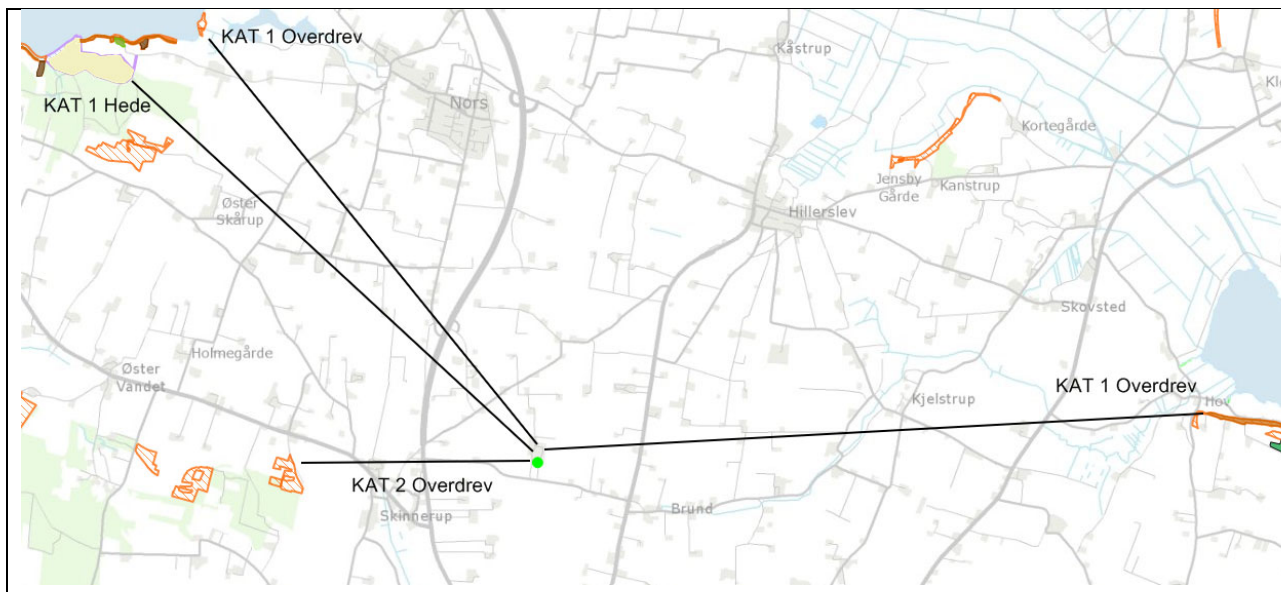 KAT 1 Overdrev
Kåstrup
KAT 1 Hede
Nors
Kortegårde
Jensby
Gårde
Kanstrup
Øster
Skårup
Hillerslev
Skovsted
Holmegårde
Øster
Vandet
KAT 1 Overdrev
Kjelstrup
Hov
KAT 2 Overdrev
Skinnerup
Brund